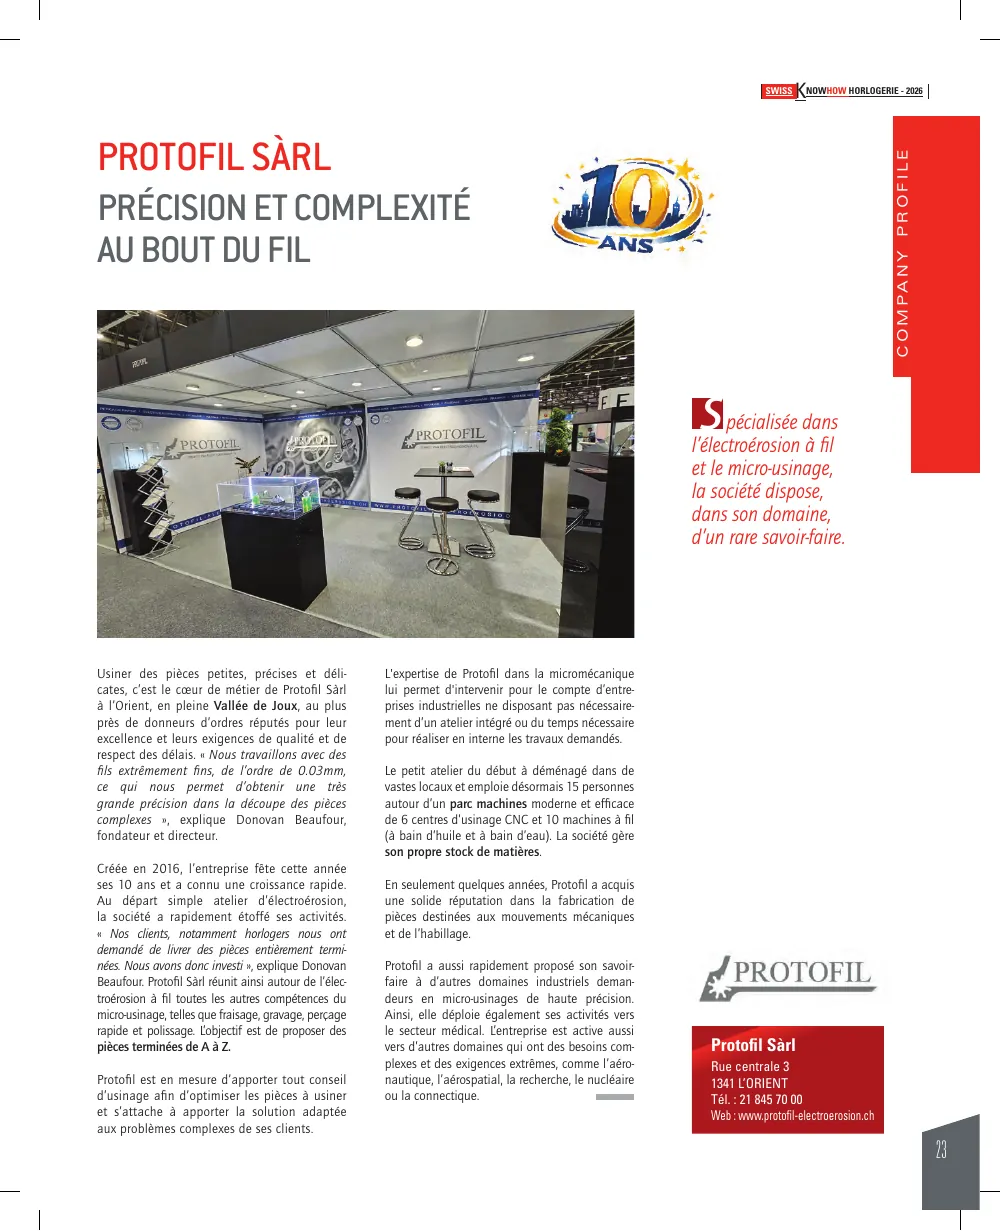 SWISS KNOWHOW HORLOGERIE - 2026
COMPANY PROFILE
PROTOFIL SÀRL
PRÉCISION ET COMPLEXITÉ
AU BOUT DU FIL
10
ANS
PROTOFIL
PROTOFIL
PROTOFIL
Spécialisée dans
l’électroérosion à fil
et le micro-usinage,
la société dispose,
dans son domaine,
d’un rare savoir-faire.
Usiner des pièces petites, précises et déli-
cates, c’est le cœur de métier de Protofil Sàrl
à l’Orient, en pleine Vallée de Joux, au plus
près de donneurs d’ordres réputés pour leur
excellence et leurs exigences de qualité et de
respect des délais. « Nous travaillons avec des
fils extrêmement fins, de l’ordre de 0.03mm,
ce qui nous permet d’obtenir une très
grande précision dans la découpe des pièces
complexes », explique Donovan Beaufour,
fondateur et directeur.
Créée en 2016, l’entreprise fête cette année
ses 10 ans et a connu une croissance rapide.
Au départ simple atelier d’électroérosion,
la société a rapidement étoffé ses activités.
« Nos clients, notamment horlogers nous ont
demandé de livrer des pièces entièrement termi-
nées. Nous avons donc investi », explique Donovan
Beaufour. Protofil Sàrl réunit ainsi autour de l’élec-
troérosion à fil toutes les autres compétences du
micro-usinage, telles que fraisage, gravage, perçage
rapide et polissage. L’objectif est de proposer des
pièces terminées de A à Z.
Protofil est en mesure d’apporter tout conseil
d’usinage afin d’optimiser les pièces à usiner
et s’attache à apporter la solution adaptée
aux problèmes complexes de ses clients.
L'expertise de Protofil dans la micromécanique
lui permet d'intervenir pour le compte d’entre-
prises industrielles ne disposant pas nécessaire-
ment d’un atelier intégré ou du temps nécessaire
pour réaliser en interne les travaux demandés.
Le petit atelier du début à déménagé dans de
vastes locaux et emploie désormais 15 personnes
autour d’un parc machines moderne et efficace
de 6 centres d’usinage CNC et 10 machines à fil
(à bain d’huile et à bain d’eau). La société gère
son propre stock de matières.
En seulement quelques années, Protofil a acquis
une solide réputation dans la fabrication de
pièces destinées aux mouvements mécaniques
et de l’habillage.
Protofil a aussi rapidement proposé son savoir-
faire à d’autres domaines industriels deman-
deurs en micro-usinages de haute précision.
Ainsi, elle déploie également ses activités vers
le secteur médical. L’entreprise est active aussi
vers d’autres domaines qui ont des besoins com-
plexes et des exigences extrêmes, comme l’aéro-
nautique, l’aérospatial, la recherche, le nucléaire
ou la connectique.
PROTOFIL
Protofil Sàrl
Rue centrale 3
1341 L’ORIENT
Tél. : 21 845 70 00
Web : www.protofil-electroerosion.ch
23